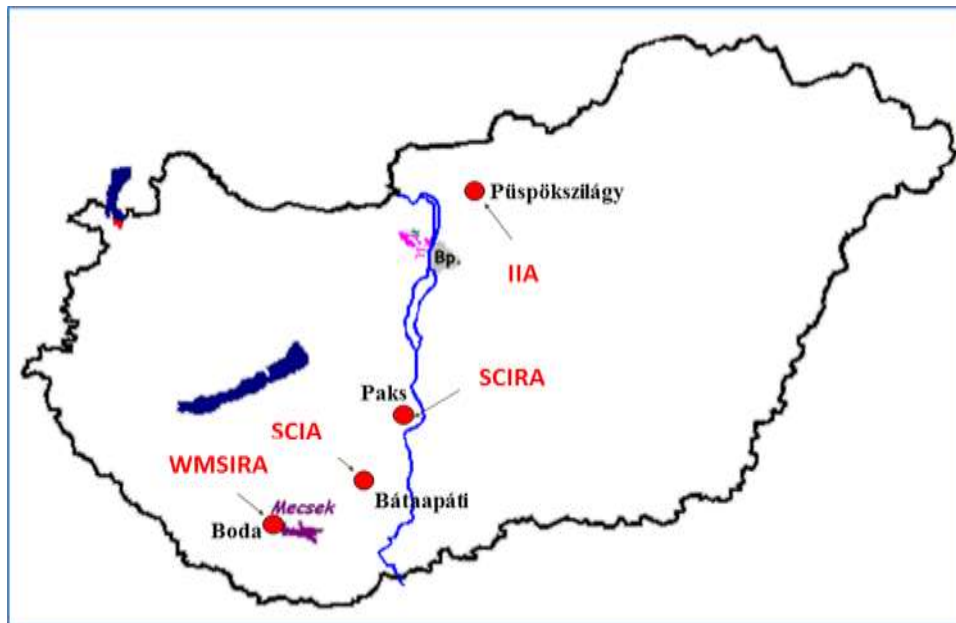 Püspökszilágy
Bp.
IIA
SCIRA
Paks
SCIA
WMSIRA
Bátaapáti
Mecsek
Boda